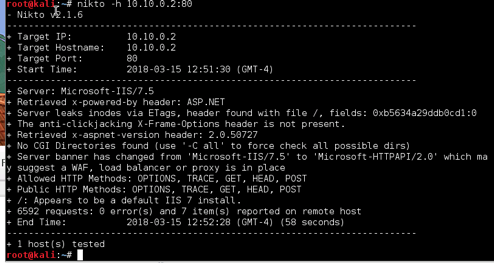 root@kali:~# nikto -h 10.10.0.2:80
- Nikto v2.1.6
---------------------------------------------------------------------------
+ Target IP:          10.10.0.2
+ Target Hostname:    10.10.0.2
+ Target Port:        80
+ Start Time:         2018-03-15 12:51:30 (GMT-4)
---------------------------------------------------------------------------
+ Server: Microsoft-IIS/7.5
+ Retrieved x-powered-by header: ASP.NET
+ Server leaks inodes via ETags, header found with file /, fields: 0xb5634a29ddb0cd1:0
+ The anti-clickjacking X-Frame-Options header is not present.
+ Retrieved x-aspnet-version header: 2.0.50727
+ No CGI Directories found (use '-C all' to force check all possible dirs)
+ Server banner has changed from 'Microsoft-IIS/7.5' to 'Microsoft-HTTPAPI/2.0' which ma
y suggest a WAF, load balancer or proxy is in place
+ Allowed HTTP Methods: OPTIONS, TRACE, GET, HEAD, POST
+ Public HTTP Methods: OPTIONS, TRACE, GET, HEAD, POST
+ /: Appears to be a default IIS 7 install.
+ 6592 requests: 0 error(s) and 7 item(s) reported on remote host
+ End Time:           2018-03-15 12:52:28 (GMT-4) (58 seconds)
---------------------------------------------------------------------------
+ 1 host(s) tested
root@kali:~#